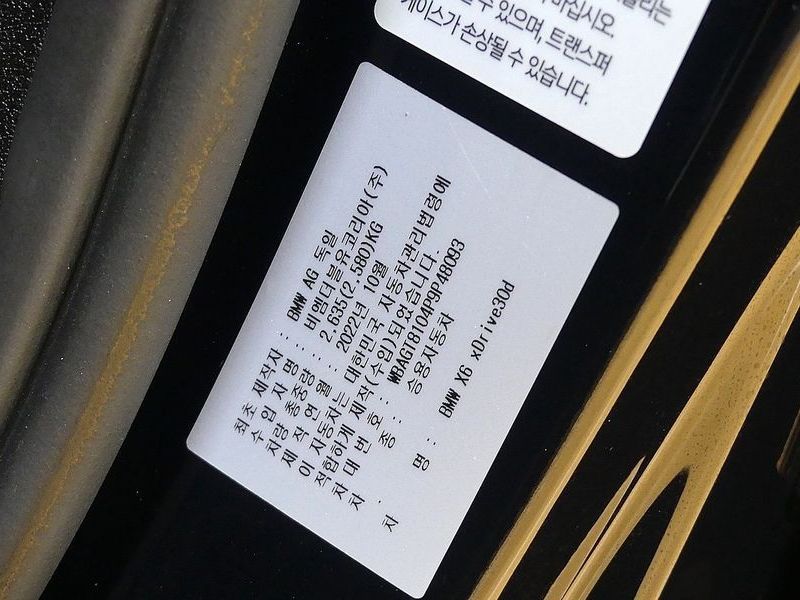 마십시오
수 있으며, 트랜스퍼
케이스가 손상될 수 있습니다.
최초 제작자 : BMW AG 독일
수 입 자 명 : 비엠더블유코리아(주)
차량 총중량 : 2.635(2.580)KG
제 작 연 월 : 2022년 10월
이 자동차는 대한민국 자동차관리법령에
적합하게 제작(수입)되었습니다.
차 대 번 호 : WBAGT8104P9P48093
차 종 : 승용자동차
차 명 : BMW X6 xDrive30d